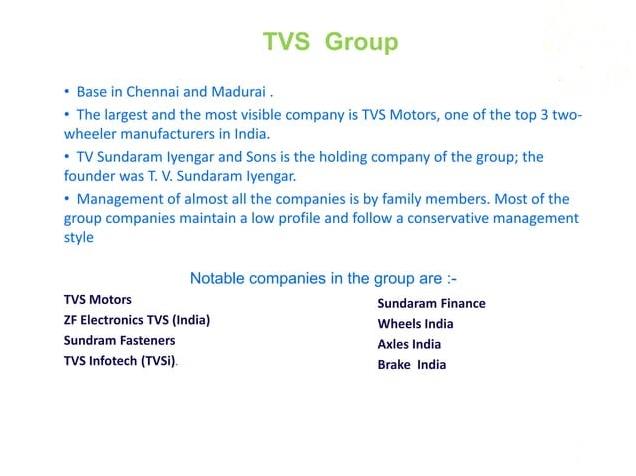 TVS Group
• Base in Chennai and Madurai .
• The largest and the most visible company is TVS Motors, one of the top 3 two-
wheeler manufacturers in India.
• TV Sundaram Iyengar and Sons is the holding company of the group; the
founder was T. V. Sundaram Iyengar.
• Management of almost all the companies is by family members. Most of the
group companies maintain a low profile and follow a conservative management
style
Notable companies in the group are :-
TVS Motors
ZF Electronics TVS (India)
Sundram Fasteners
TVS Infotech (TVSi).
Sundaram Finance
Wheels India
Axles India
Brake India